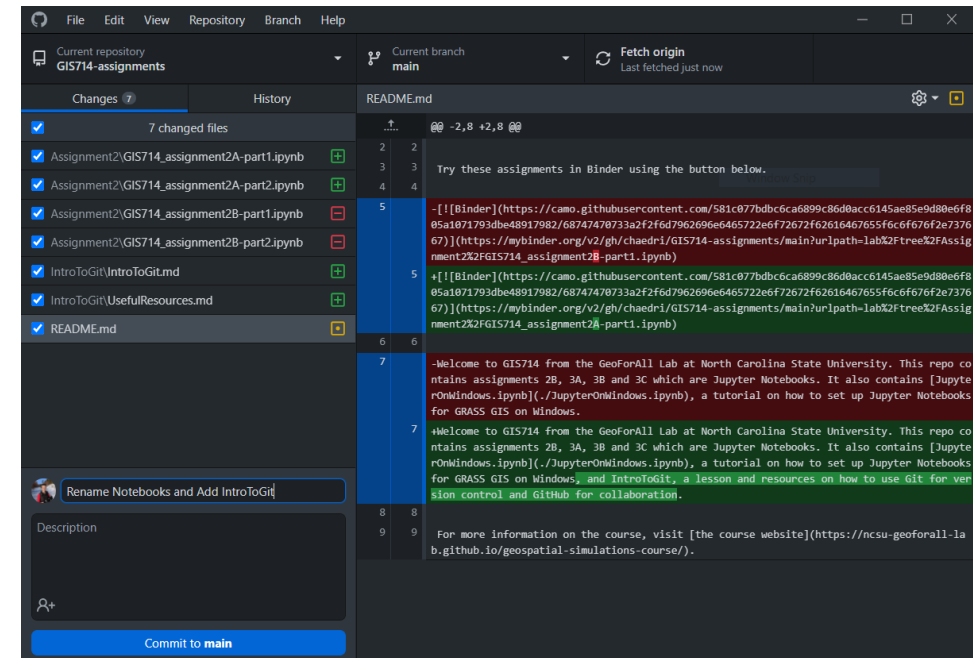 File Edit View Repository Branch Help
Current repository
GIS714-assignments
Current branch
main
Fetch origin
Last fetched just now
Changes 7 History
7 changed files
Assignment2\GIS714_assignment2A-part1.ipynb
Assignment2\GIS714_assignment2A-part2.ipynb
Assignment2\GIS714_assignment2B-part1.ipynb
Assignment2\GIS714_assignment2B-part2.ipynb
IntroToGit\IntroToGit.md
IntroToGit\UsefulResources.md
README.md
Rename Notebooks and Add IntroToGit
Description
Commit to main
README.md
@@ -2,8 +2,8 @@
2 2
3 3 Try these assignments in Binder using the button below.
4 4
5 -[![Binder](https://camo.githubusercontent.com/581c077bdbc6ca6899c86d0acc6145ae85e9d80e6f8
05a1071793dbe48917982/68747470733a2f2f6d7962696e6465722e6f72672f62616467655f6c6f676f2e7376
67)](https://mybinder.org/v2/gh/chaedri/GIS714-assignments/main?urlpath=lab%2Ftree%2FAssig
nment2%2FGIS714_assignment2B-part1.ipynb)
5 +[![Binder](https://camo.githubusercontent.com/581c077bdbc6ca6899c86d0acc6145ae85e9d80e6f8
05a1071793dbe48917982/68747470733a2f2f6d7962696e6465722e6f72672f62616467655f6c6f676f2e7376
67)](https://mybinder.org/v2/gh/chaedri/GIS714-assignments/main?urlpath=lab%2Ftree%2FAssig
nment2%2FGIS714_assignment2A-part1.ipynb)
6 6
7 -Welcome to GIS714 from the GeoForAll Lab at North Carolina State University. This repo co
ntains assignments 2B, 3A, 3B and 3C which are Jupyter Notebooks. It also contains [Jupyte
rOnWindows.ipynb](./JupyterOnWindows.ipynb), a tutorial on how to set up Jupyter Notebooks
for GRASS GIS on Windows.
7 +Welcome to GIS714 from the GeoForAll Lab at North Carolina State University. This repo co
ntains assignments 2B, 3A, 3B and 3C which are Jupyter Notebooks. It also contains [Jupyte
rOnWindows.ipynb](./JupyterOnWindows.ipynb), a tutorial on how to set up Jupyter Notebooks
for GRASS GIS on Windows, and IntroToGit, a lesson and resources on how to use Git for ver
sion control and GitHub for collaboration.
8 8
9 9 For more information on the course, visit [the course website](https://ncsu-geoforall-la
b.github.io/geospatial-simulations-course/).